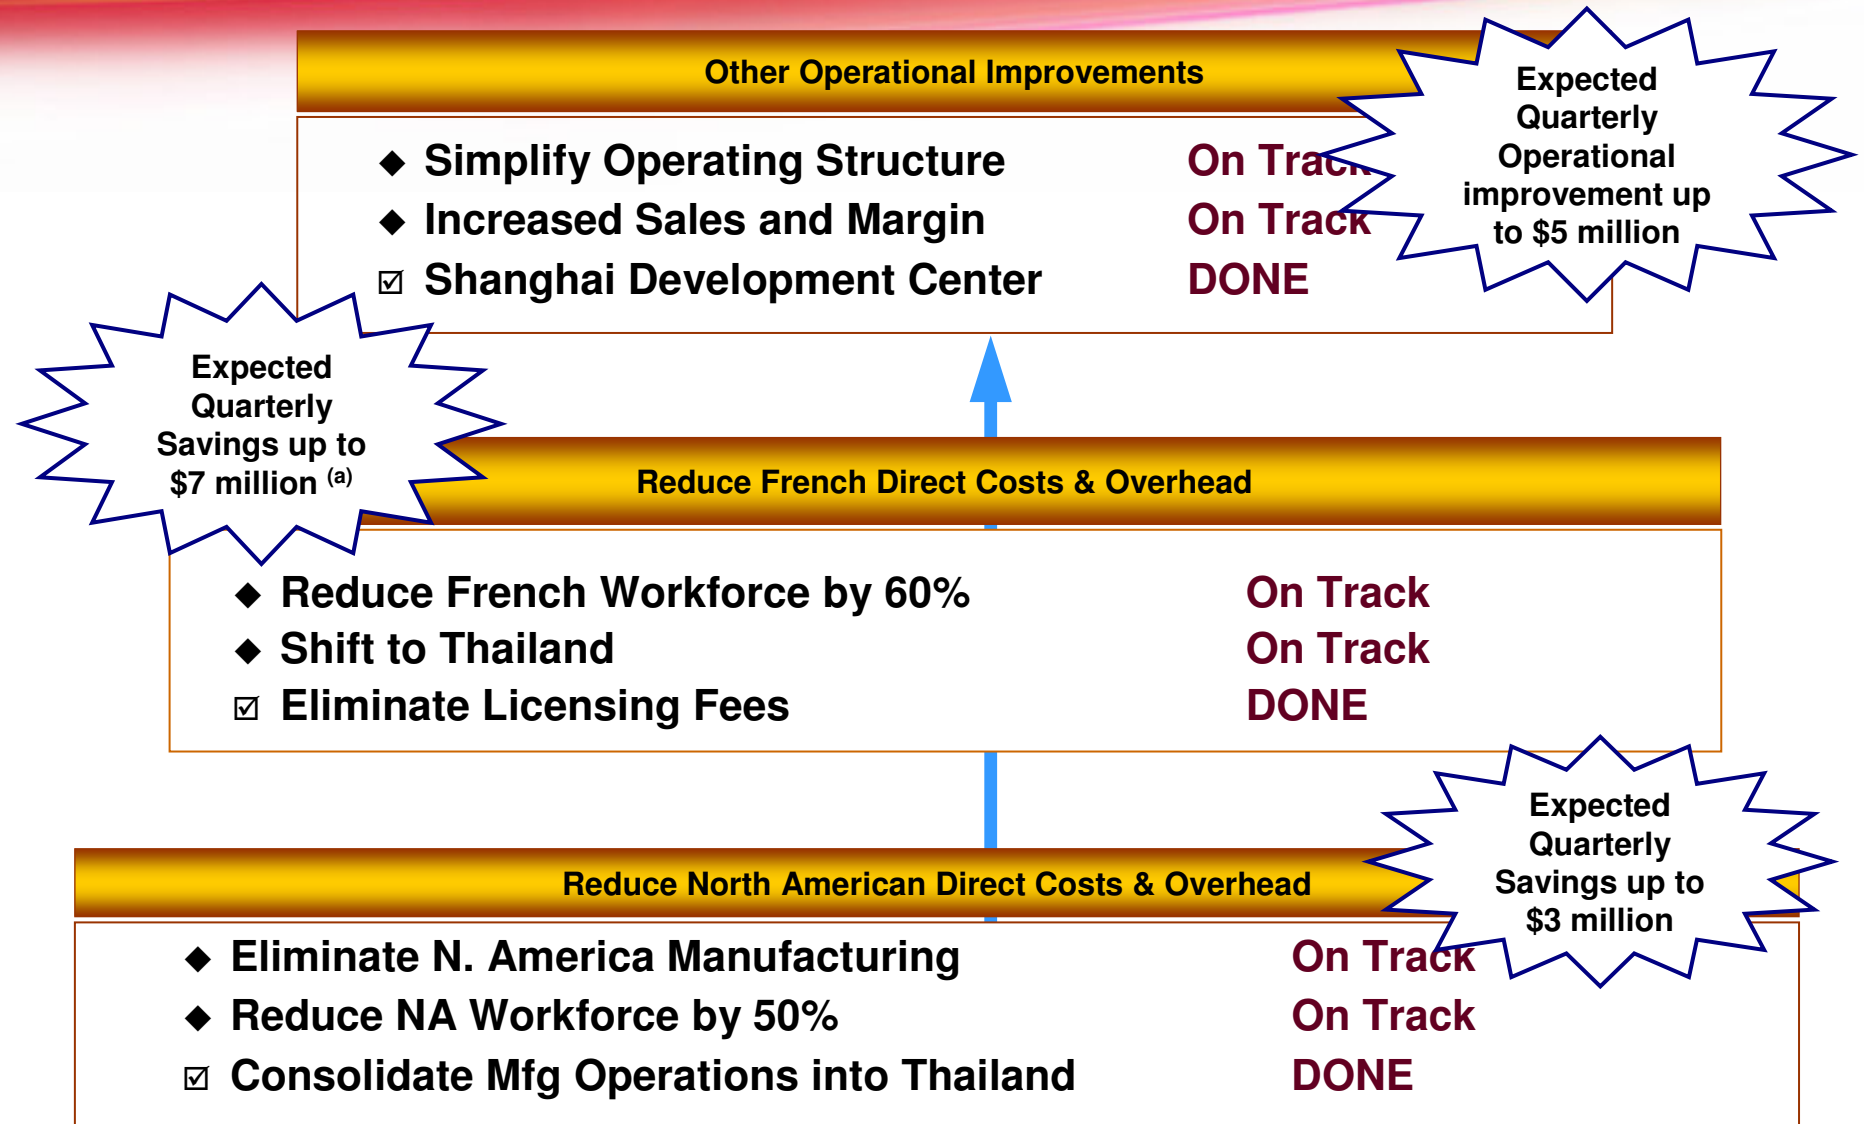 Other Operational Improvements
Expected
Quarterly
Operational
improvement up
to $5 million
◆ Simplify Operating Structure On Track
◆ Increased Sales and Margin On Track
☑ Shanghai Development Center DONE
Expected
Quarterly
Savings up to
$7 million (a)
Reduce French Direct Costs & Overhead
◆ Reduce French Workforce by 60% On Track
◆ Shift to Thailand On Track
☑ Eliminate Licensing Fees DONE
Expected
Quarterly
Savings up to
$3 million
Reduce North American Direct Costs & Overhead
◆ Eliminate N. America Manufacturing On Track
◆ Reduce NA Workforce by 50% On Track
☑ Consolidate Mfg Operations into Thailand DONE